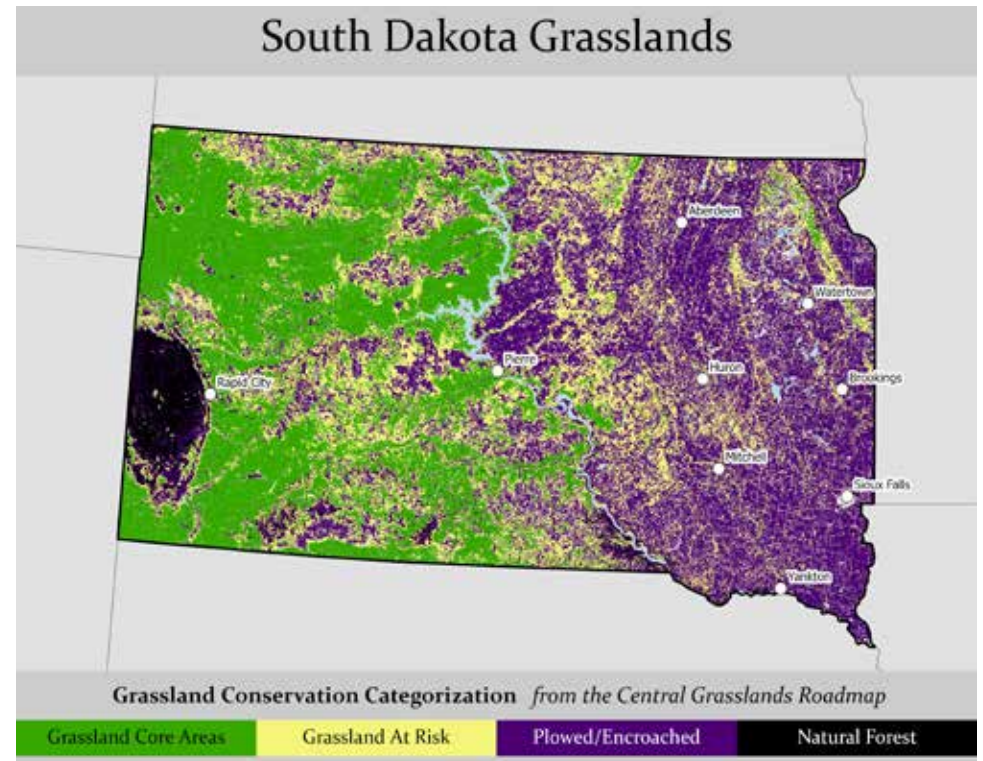 South Dakota Grasslands
Aberdeen
Watertown
Pierre
Huron
Brookings
Rapid City
Mitchell
Sioux Falls
Yankton
Grassland Conservation Categorization from the Central Grasslands Roadmap
Grassland Core Areas
Grassland At Risk
Plowed/Encroached
Natural Forest